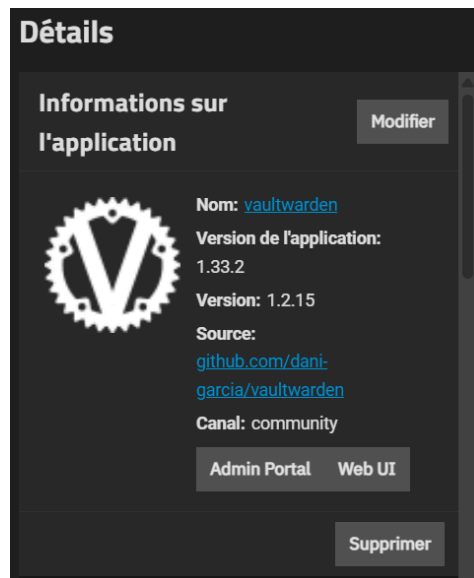 Détails
Informations sur
l'application
Modifier
Nom: vaultwarden
Version de l'application:
1.33.2
Version: 1.2.15
Source:
github.com/dani-
garcia/vaultwarden
Canal: community
Admin Portal Web UI
Supprimer